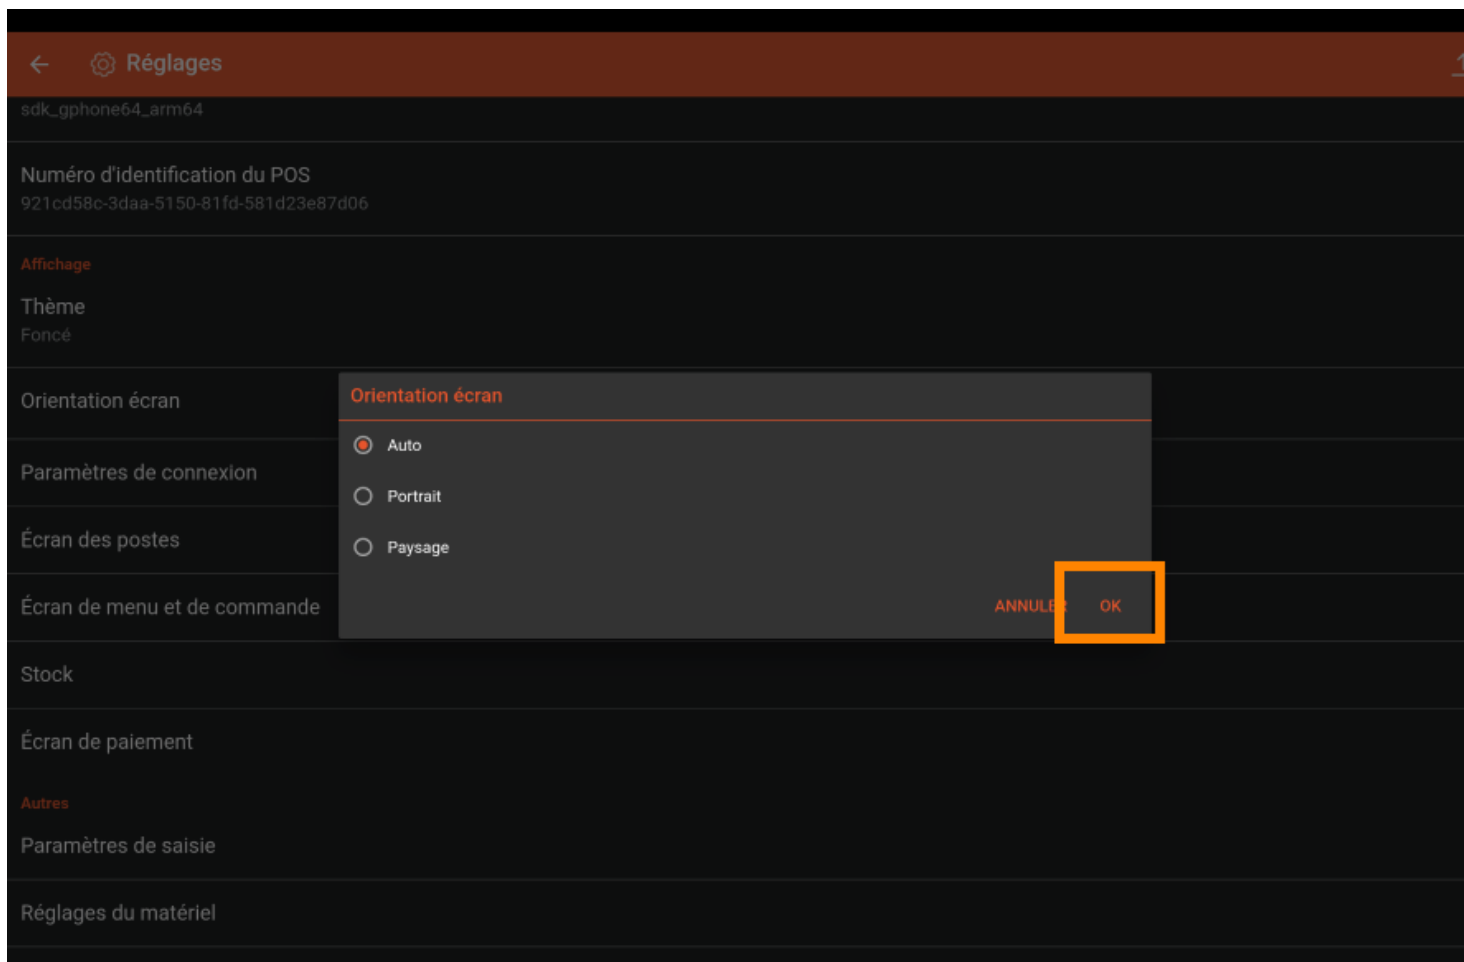 Réglages
sdk_gphone64_arm64
Numéro d'identification du POS
921cd58c-3daa-5150-81fd-581d23e87d06
Affichage
Thème
Foncé
Orientation écran
Orientation écran
Auto
Paramètres de connexion
Portrait
Écran des postes
Paysage
Écran de menu et de commande
ANNULER OK
Stock
Écran de paiement
Autres
Paramètres de saisie
Réglages du matériel